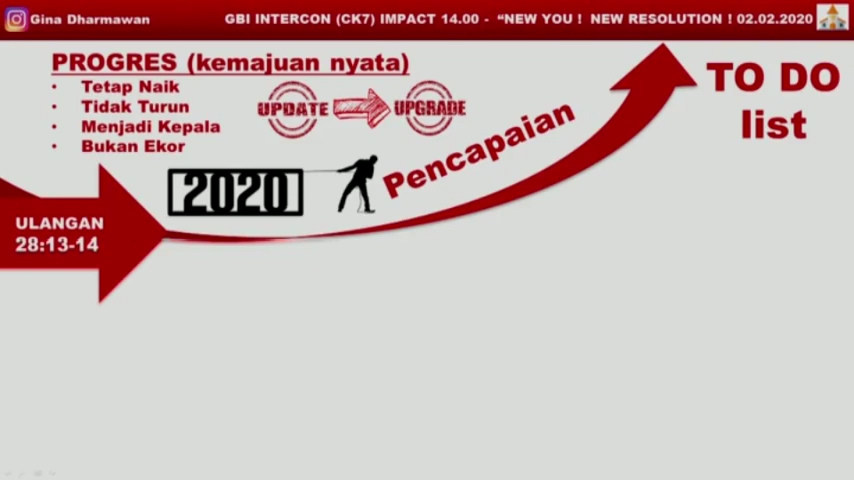 Gina Dharmawan
GBI INTERCON (CK7) IMPACT 14.00 - “NEW YOU ! NEW RESOLUTION ! 02.02.2020
PROGRES (kemajuan nyata)
• Tetap Naik
• Tidak Turun
• Menjadi Kepala
• Bukan Ekor
UPDATE UPGRADE
TO DO
list
2020
Pencapaian
ULANGAN
28:13-14